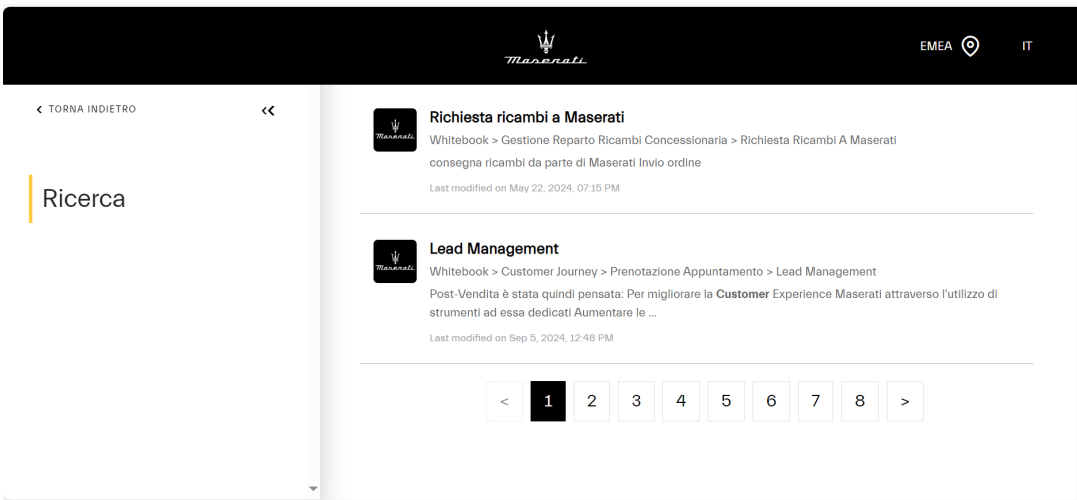 Maserati
EMEA
IT
< TORNA INDIETRO
<<
Ricerca
Maserati
Richiesta ricambi a Maserati
Whitebook > Gestione Reparto Ricambi Concessionaria > Richiesta Ricambi A Maserati
consegna ricambi da parte di Maserati Invio ordine
Last modified on May 22, 2024, 07:15 PM
Maserati
Lead Management
Whitebook > Customer Journey > Prenotazione Appuntamento > Lead Management
Post-Vendita è stata quindi pensata: Per migliorare la Customer Experience Maserati attraverso l'utilizzo di
strumenti ad essa dedicati Aumentare le ...
Last modified on Sep 5, 2024, 12:48 PM
< 1 2 3 4 5 6 7 8 >